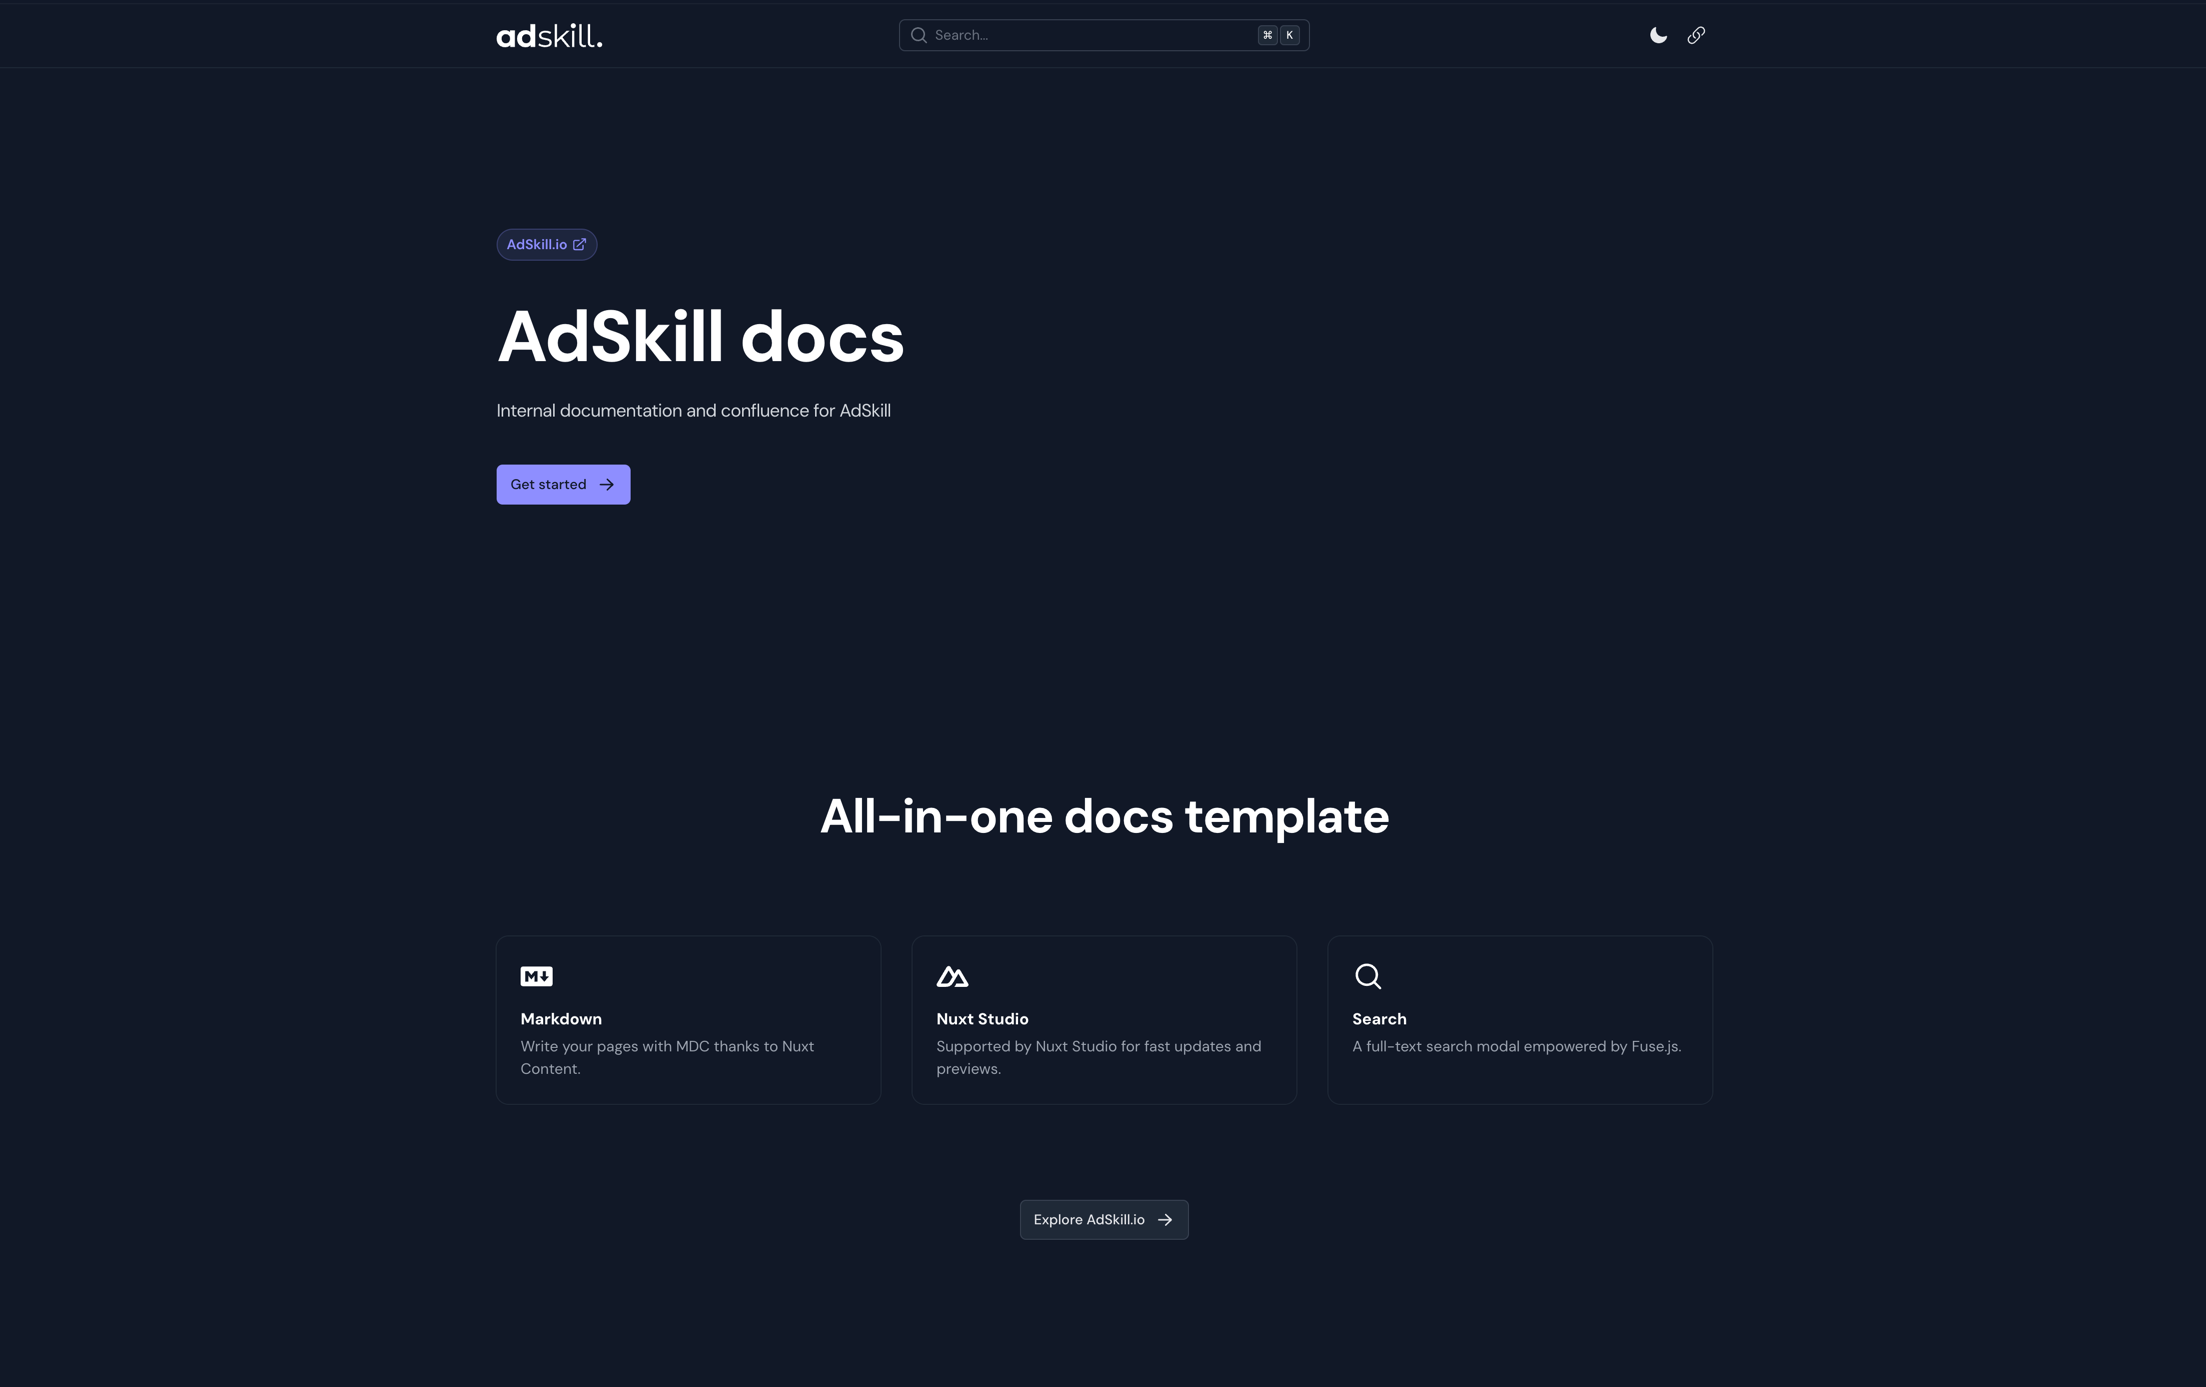 adskill.
Search...
⌘ K
AdSkill.io
AdSkill docs
Internal documentation and confluence for AdSkill
Get started
All-in-one docs template
M
Markdown
Write your pages with MDC thanks to Nuxt
Content.
Nuxt Studio
Supported by Nuxt Studio for fast updates and
previews.
Search
A full-text search modal empowered by Fuse.js.
Explore AdSkill.io